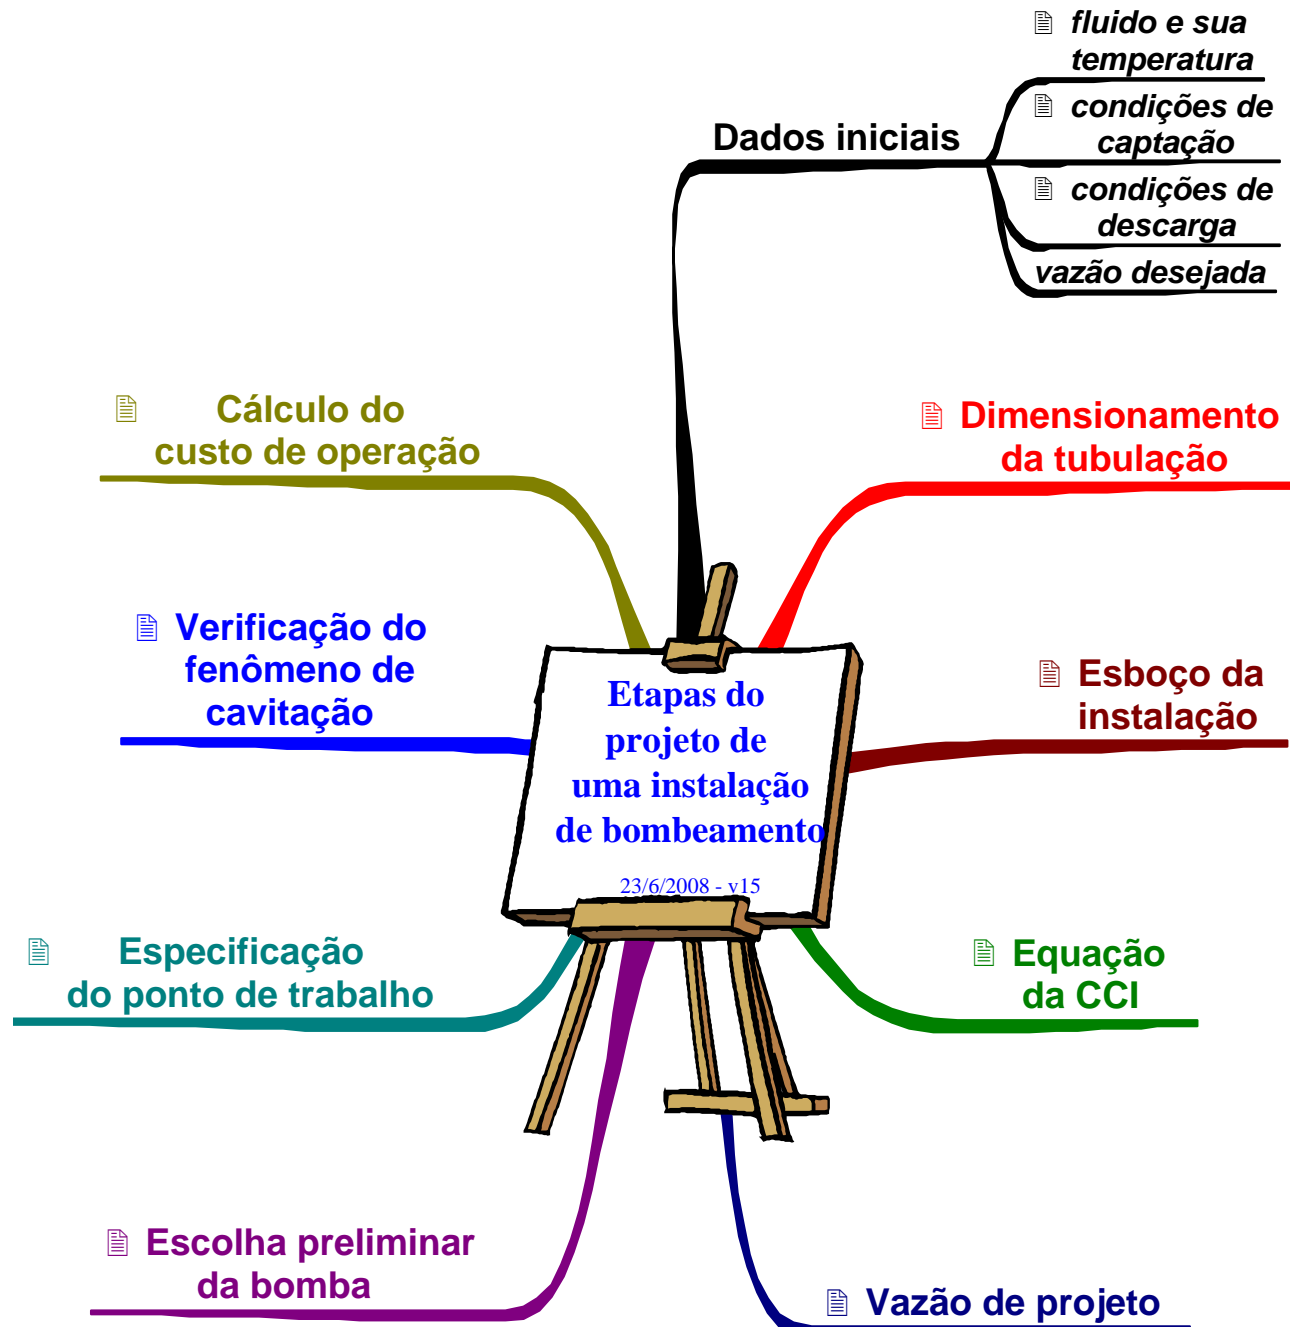 fluido e sua
temperatura
condições de
captação
Dados iniciais
condições de
descarga
vazão desejada
Dimensionamento
da tubulação
Esboço da
instalação
Equação
da CCI
Vazão de projeto
Escolha preliminar
da bomba
Especificação
do ponto de trabalho
Verificação do
fenômeno de
cavitação
Cálculo do
custo de operação
Etapas do
projeto de
uma instalação
de bombeamento
23/6/2008 - v15